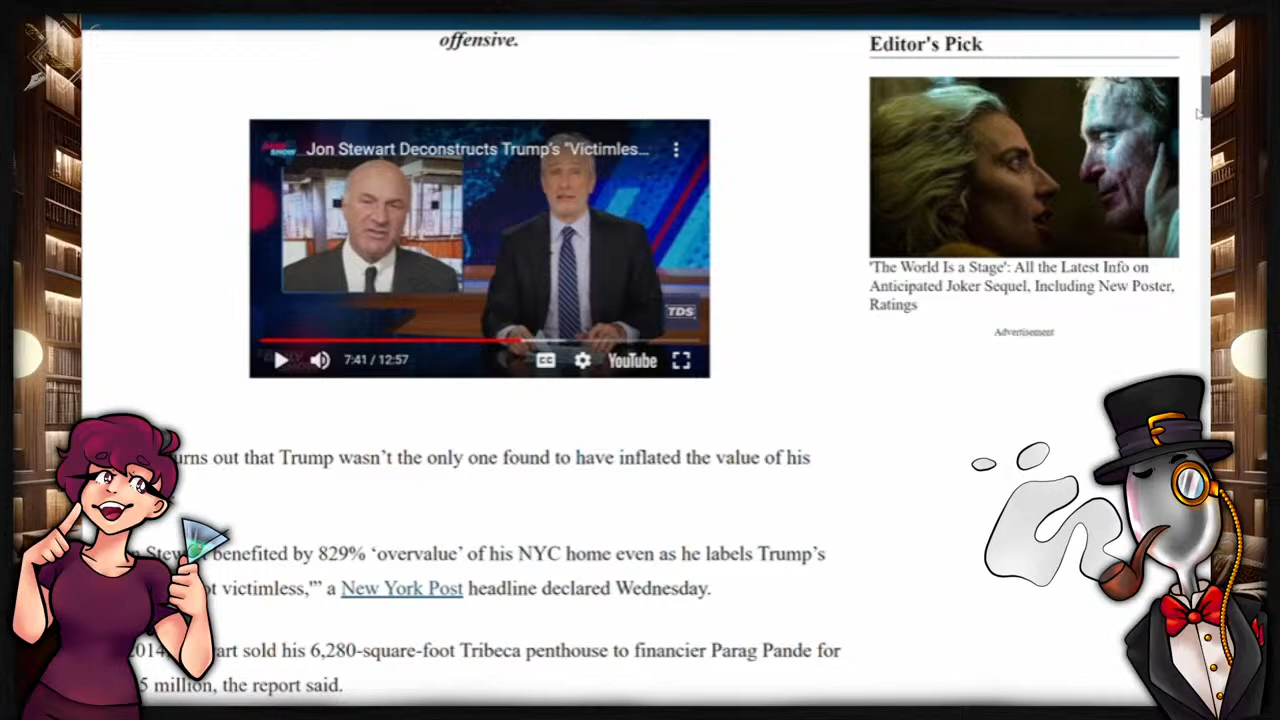 offensive.
Editor's Pick
Jon Stewart Deconstructs Trump's "Victimles...
TDS
7:41 / 12:57
CC
YouTube
'The World Is a Stage': All the Latest Info on
Anticipated Joker Sequel, Including New Poster,
Ratings
Advertisement
urns out that Trump wasn't the only one found to have inflated the value of his
Stew benefited by 829% 'overvalue' of his NYC home even as he labels Trump's
ot victimless,'" a New York Post headline declared Wednesday.
2014, art sold his 6,280-square-foot Tribeca penthouse to financier Parag Pande for
5 million, the report said.